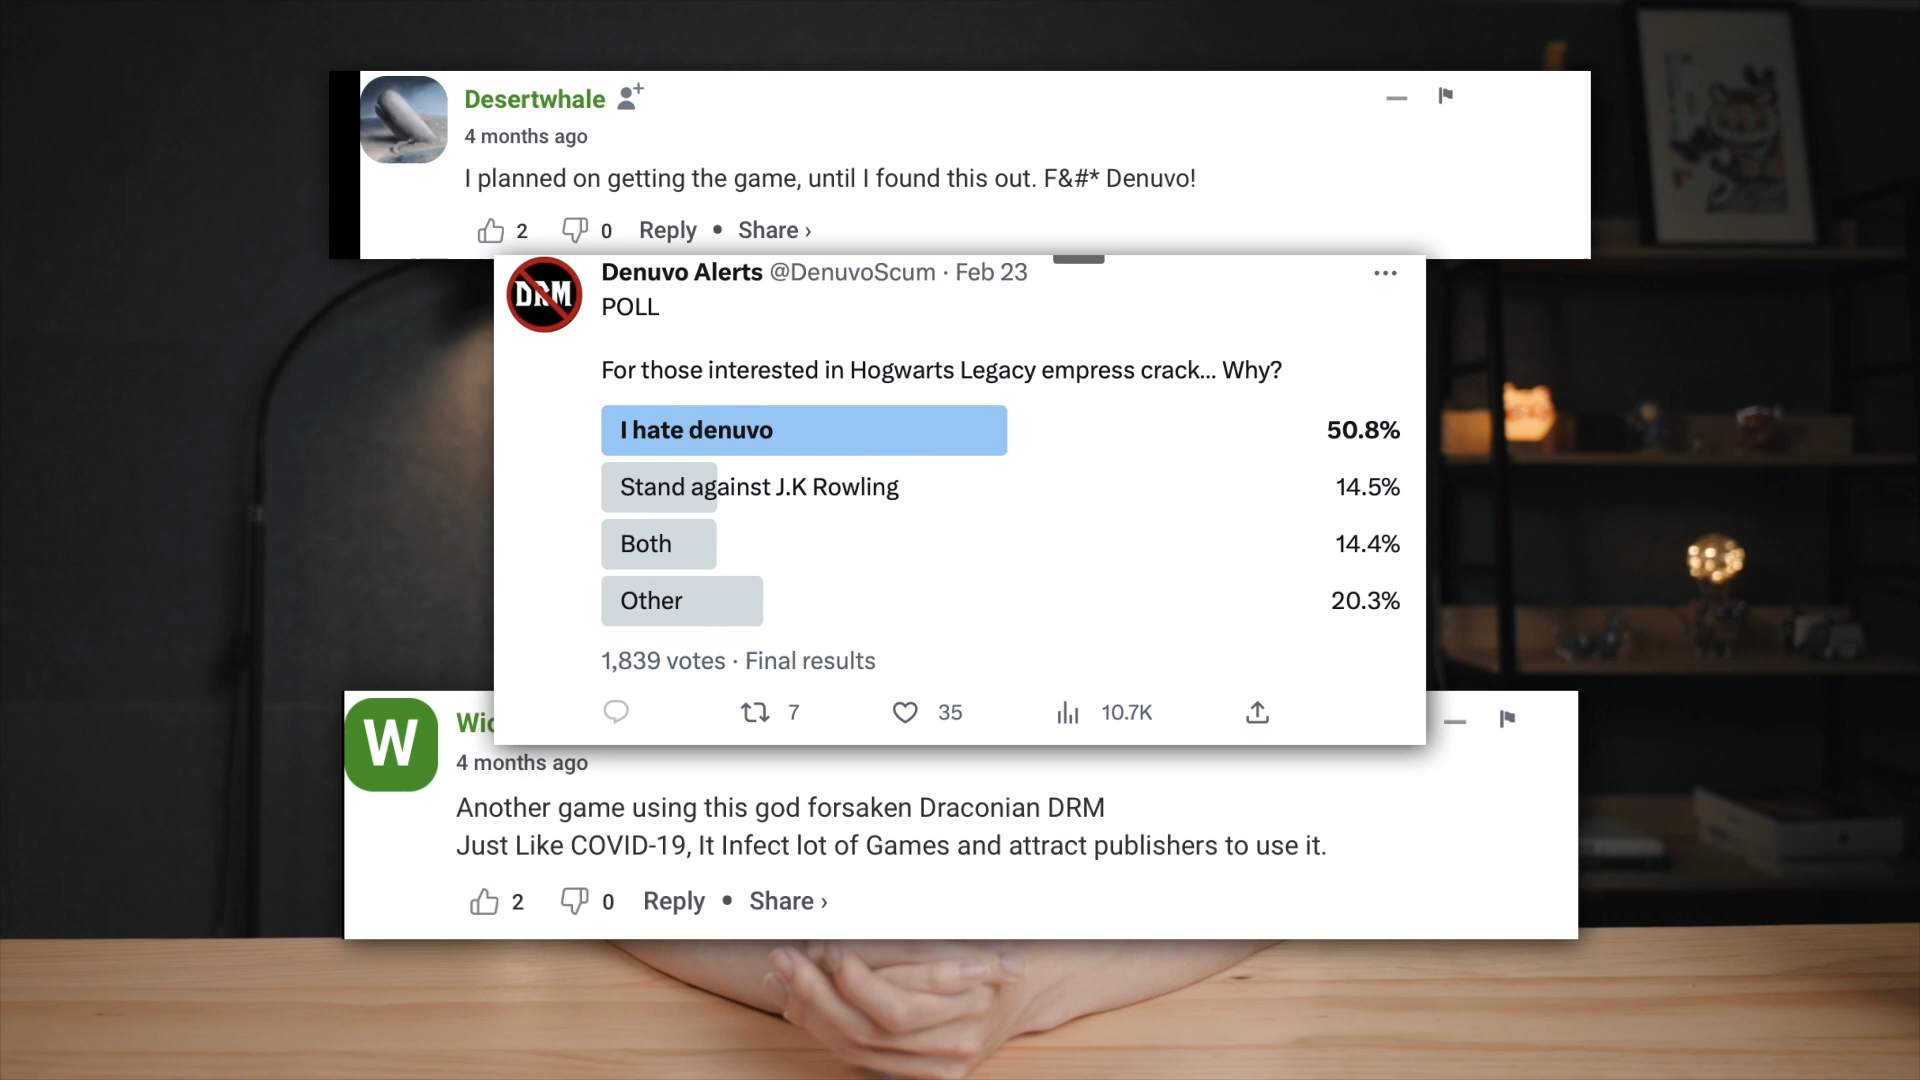 Desertwhale
4 months ago
I planned on getting the game, until I found this out. F&#* Denuvo!
2 0 Reply • Share ›
DRM
Denuvo Alerts @DenuvoScum · Feb 23
POLL
For those interested in Hogwarts Legacy empress crack... Why?
I hate denuvo 50.8%
Stand against J.K Rowling 14.5%
Both 14.4%
Other 20.3%
1,839 votes · Final results
7 35 10.7K
W
4 months ago
Another game using this god forsaken Draconian DRM
Just Like COVID-19, It Infect lot of Games and attract publishers to use it.
2 0 Reply • Share ›